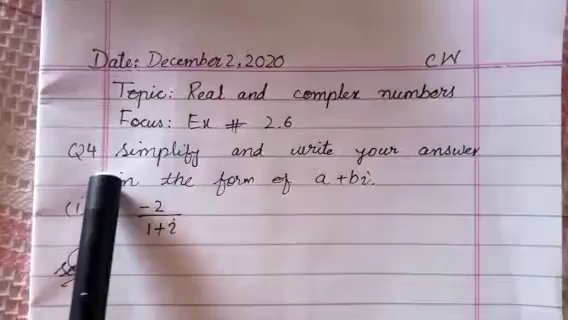 Date: December 2, 2020 CW
Topic: Real and complex numbers
Focus: Ex # 2.6
Q4 simplify and write your answer
in the form of a+bi.
(i) -2
1+i